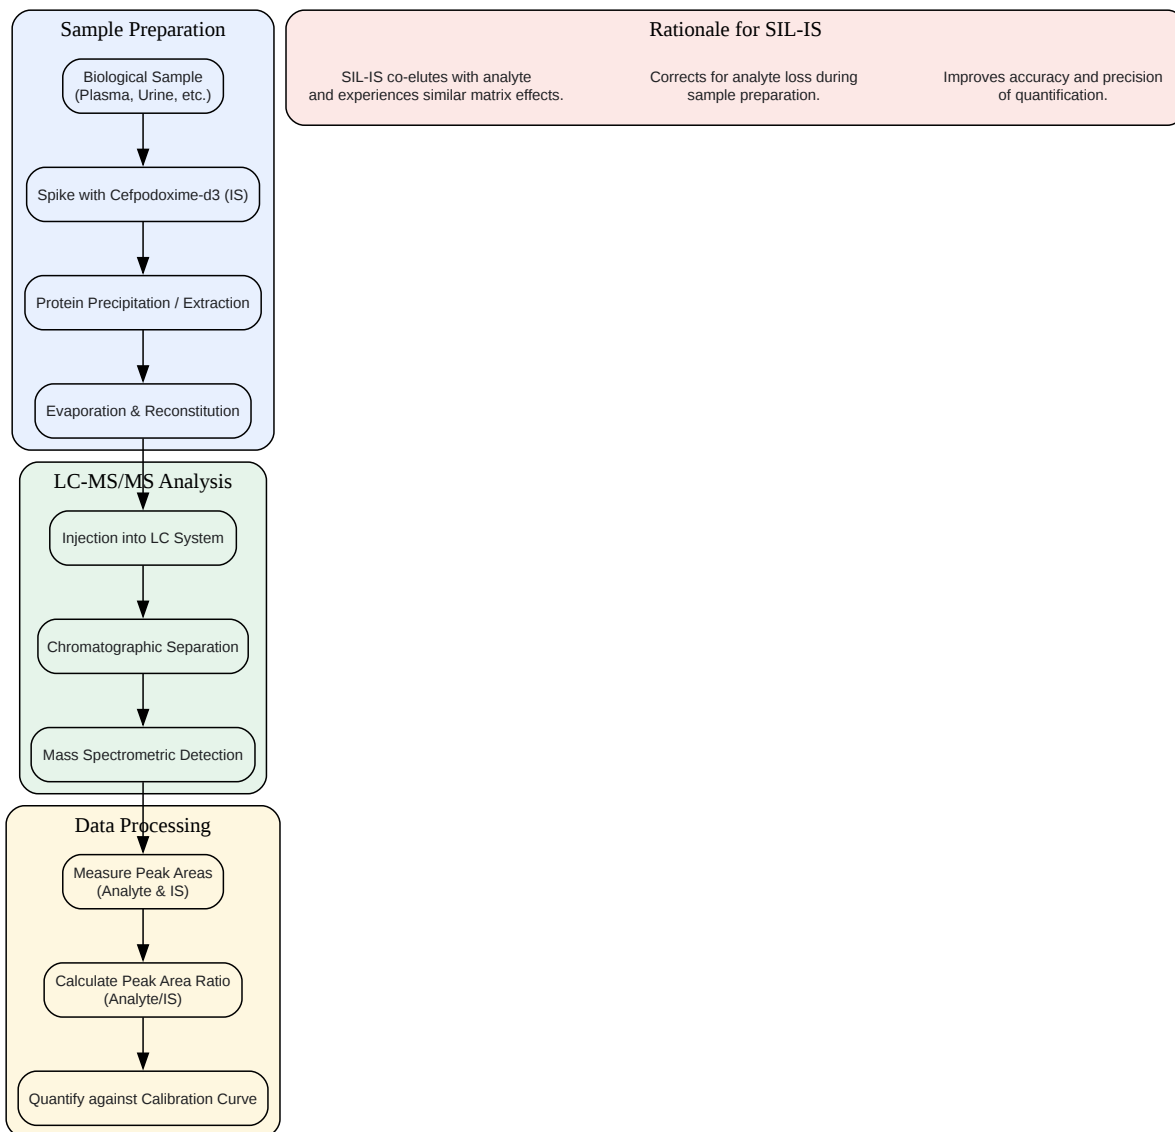 Sample Preparation
Biological Sample
(Plasma, Urine, etc.)
Spike with Cefpodoxime-d3 (IS)
Protein Precipitation / Extraction
Evaporation & Reconstitution
LC-MS/MS Analysis
Injection into LC System
Chromatographic Separation
Mass Spectrometric Detection
Data Processing
Measure Peak Areas
(Analyte & IS)
Calculate Peak Area Ratio
(Analyte/IS)
Quantify against Calibration Curve
Rationale for SIL-IS
SIL-IS co-elutes with analyte
and experiences similar matrix effects.
Corrects for analyte loss during
sample preparation.
Improves accuracy and precision
of quantification.